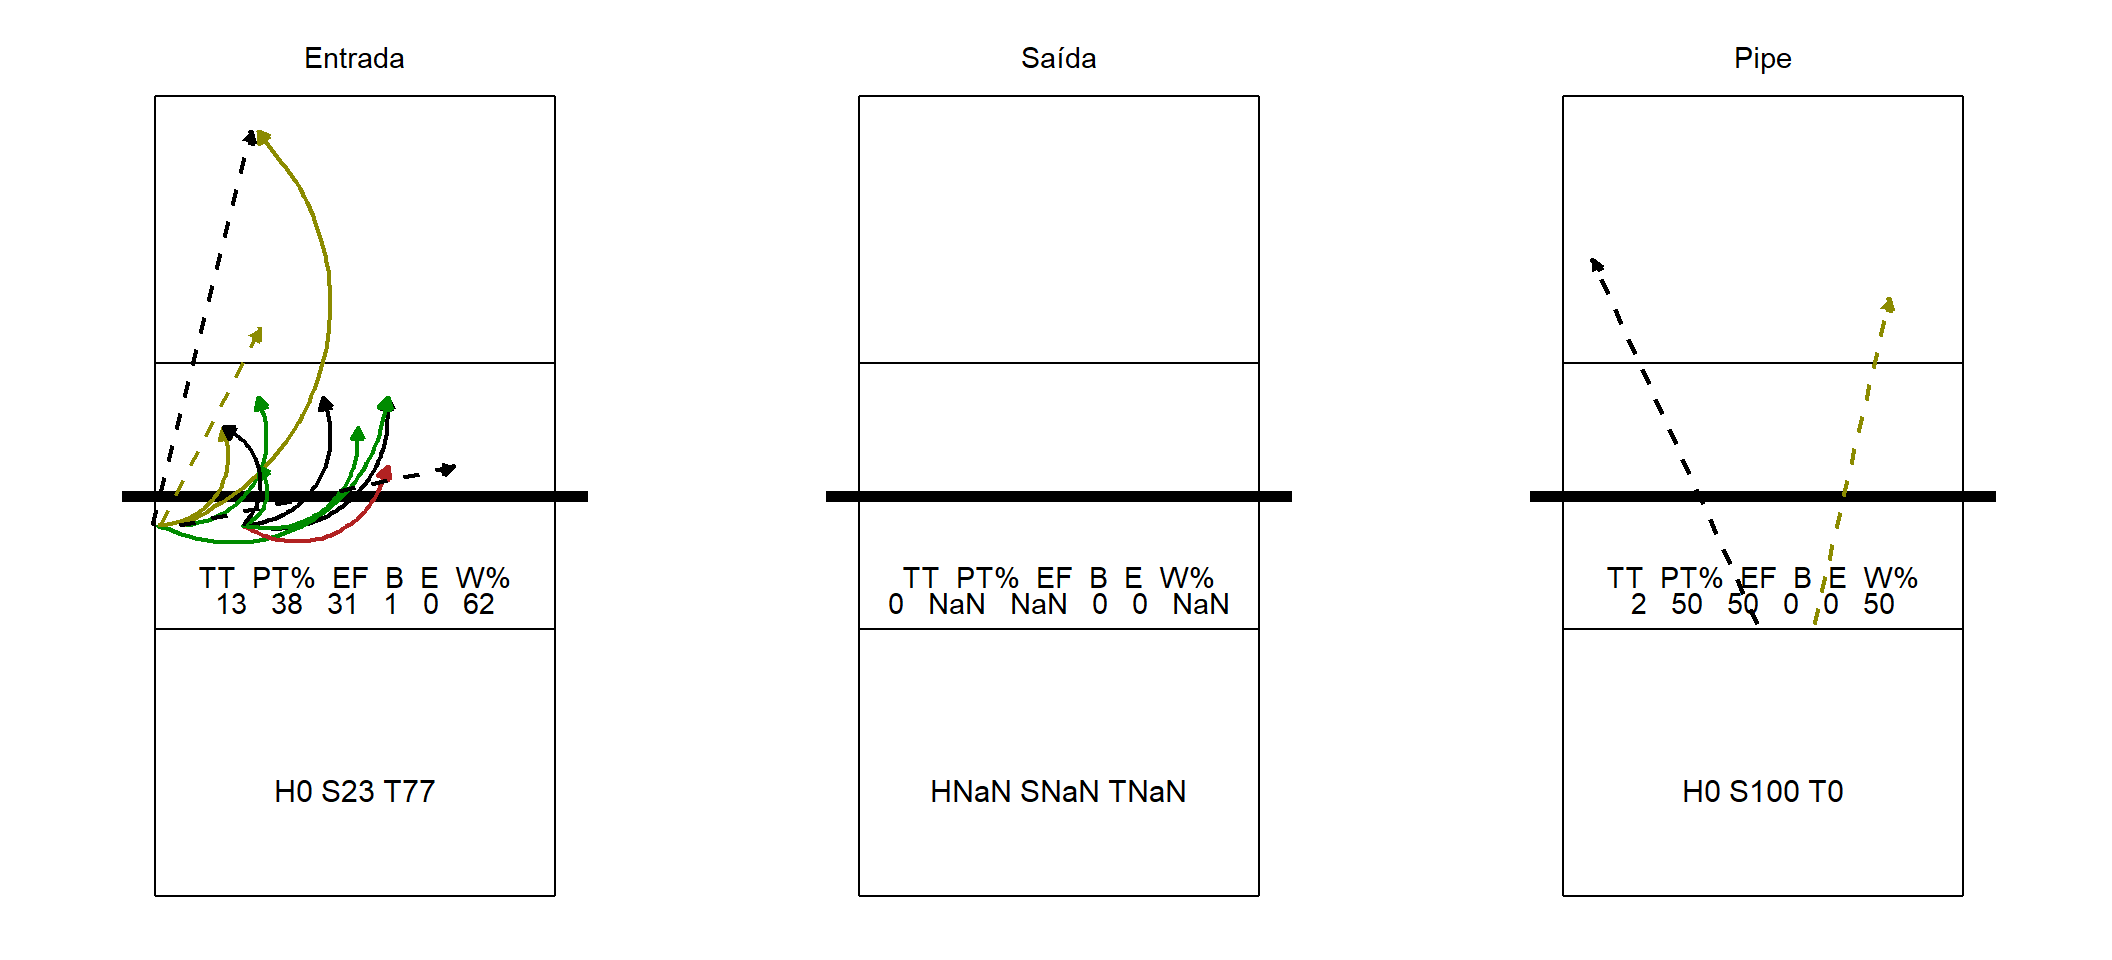 Entrada
TT PT% EF B E W%
13 38 31 1 0 62
H0 S23 T77
Saída
TT PT% EF B E W%
0 NaN NaN 0 0 NaN
HNaN SNaN TNaN
Pipe
TT PT% EF B E W%
2 50 50 0 0 50
H0 S100 T0